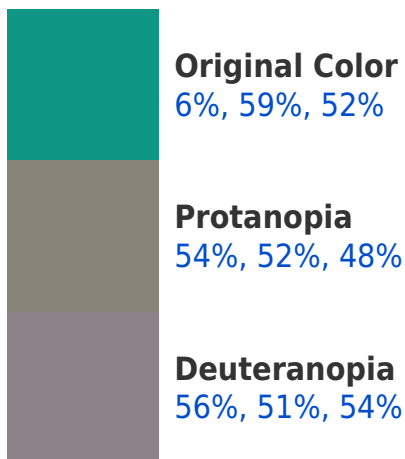 Original Color
6%, 59%, 52%
Protanopia
54%, 52%, 48%
Deuteranopia
56%, 51%, 54%